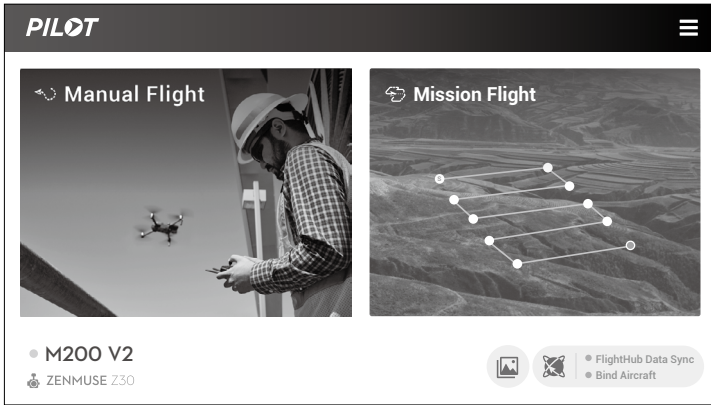 PILOT
Manual Flight
Mission Flight
S
M200 V2
ZENMUSE Z30
FlightHub Data Sync
Bind Aircraft